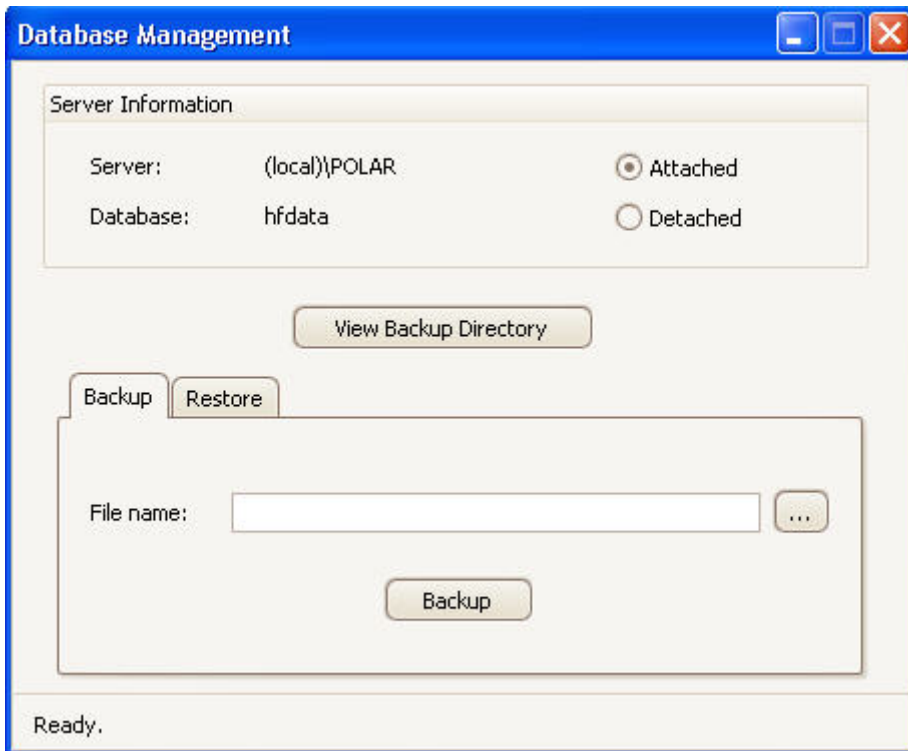 Database Management
Server Information
Server: (local)\POLAR Attached
Database: hfdata Detached
View Backup Directory
Backup Restore
File name: ...
Backup
Ready.